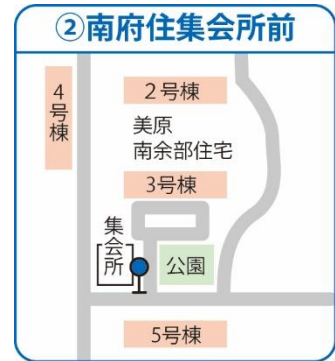 ②南府住集会所前
4号棟
2号棟
美原
南余部住宅
3号棟
集会所
公園
5号棟